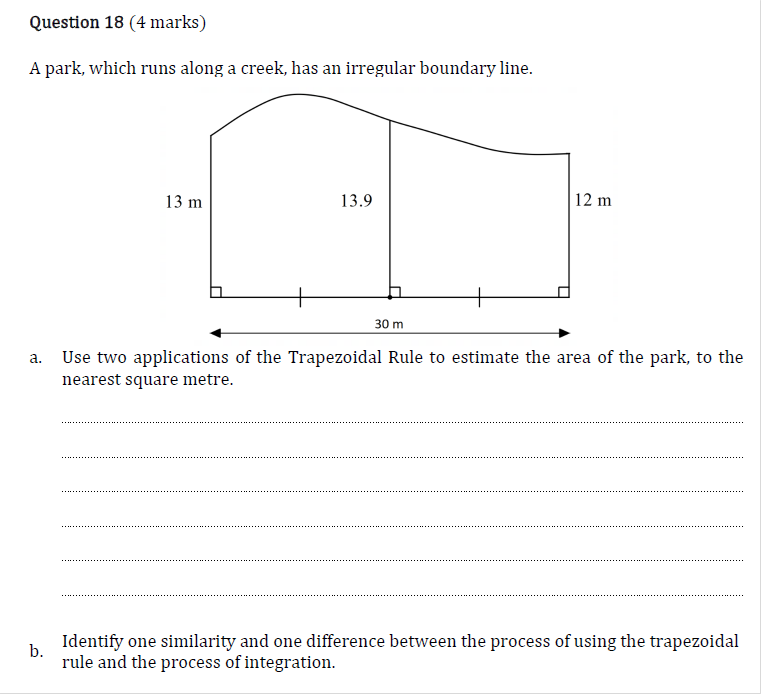 Question 18 (4 marks)
A park, which runs along a creek, has an irregular boundary line.
13 m
13.9
12 m
30 m
a. Use two applications of the Trapezoidal Rule to estimate the area of the park, to the
nearest square metre.
b. Identify one similarity and one difference between the process of using the trapezoidal
rule and the process of integration.